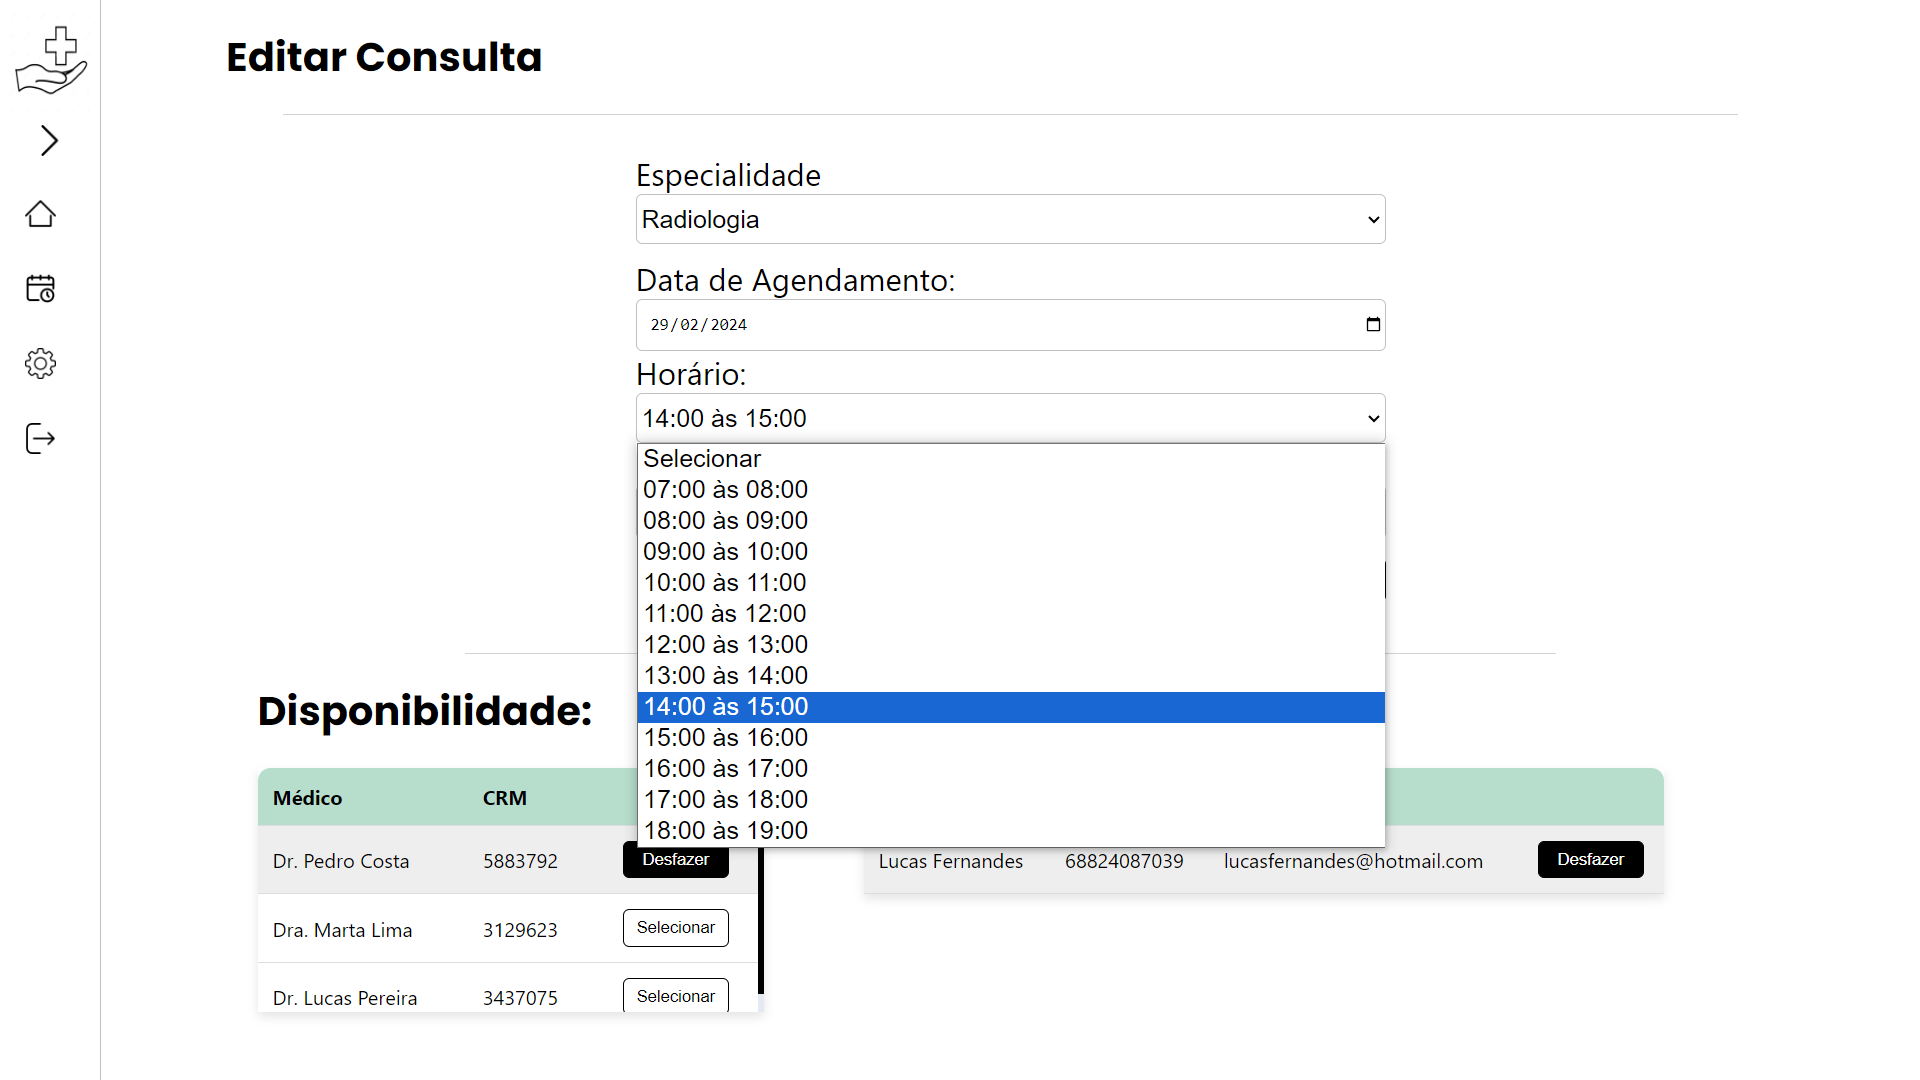 Editar Consulta
Especialidade
Radiologia
Data de Agendamento:
29/02/2024
Horário:
14:00 às 15:00
Selecionar
07:00 às 08:00
08:00 às 09:00
09:00 às 10:00
10:00 às 11:00
11:00 às 12:00
12:00 às 13:00
13:00 às 14:00
14:00 às 15:00
15:00 às 16:00
16:00 às 17:00
17:00 às 18:00
18:00 às 19:00
Disponibilidade:
Médico CRM
Dr. Pedro Costa 5883792 Desfazer
Dra. Marta Lima 3129623 Selecionar
Dr. Lucas Pereira 3437075 Selecionar
Lucas Fernandes 68824087039 lucasfernandes@hotmail.com Desfazer